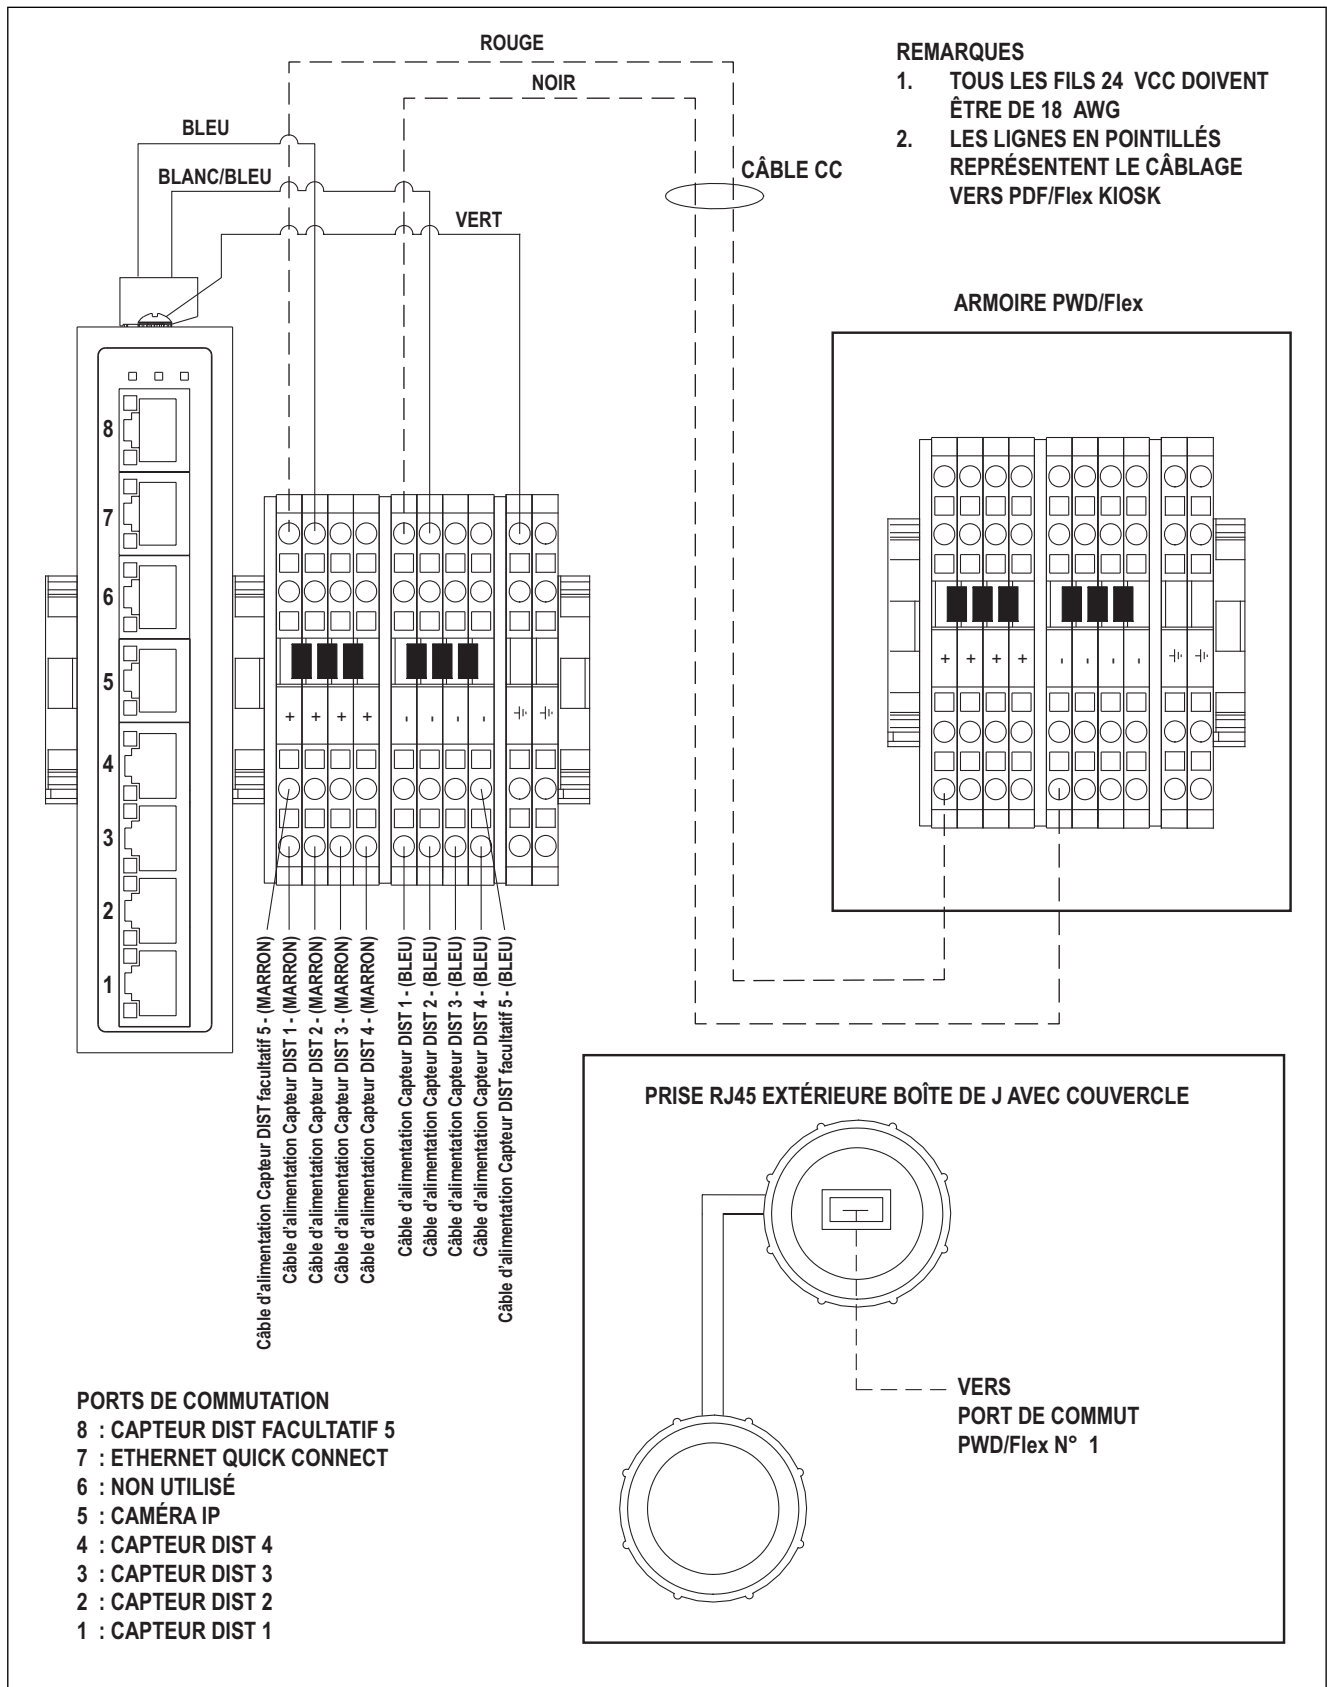 ROUGE
NOIR
BLEU
BLANC/BLEU
VERT
CÂBLE CC
REMARQUES
1. TOUS LES FILS 24 VCC DOIVENT
ÊTRE DE 18 AWG
2. LES LIGNES EN POINTILLÉS
REPRÉSENTENT LE CÂBLAGE
VERS PDF/Flex KIOSK
ARMOIRE PWD/Flex
8
7
6
5
4
3
2
1
+ + + + - - - -
+ + + + - - - -
Câble d'alimentation Capteur DIST facultatif 5 - (MARRON)
Câble d'alimentation Capteur DIST 1 - (MARRON)
Câble d'alimentation Capteur DIST 2 - (MARRON)
Câble d'alimentation Capteur DIST 3 - (MARRON)
Câble d'alimentation Capteur DIST 4 - (MARRON)
Câble d'alimentation Capteur DIST 1 - (BLEU)
Câble d'alimentation Capteur DIST 2 - (BLEU)
Câble d'alimentation Capteur DIST 3 - (BLEU)
Câble d'alimentation Capteur DIST 4 - (BLEU)
Câble d'alimentation Capteur DIST facultatif 5 - (BLEU)
PRISE RJ45 EXTÉRIEURE BOÎTE DE J AVEC COUVERCLE
VERS
PORT DE COMMUT
PWD/Flex N° 1
PORTS DE COMMUTATION
8 : CAPTEUR DIST FACULTATIF 5
7 : ETHERNET QUICK CONNECT
6 : NON UTILISÉ
5 : CAMÉRA IP
4 : CAPTEUR DIST 4
3 : CAPTEUR DIST 3
2 : CAPTEUR DIST 2
1 : CAPTEUR DIST 1